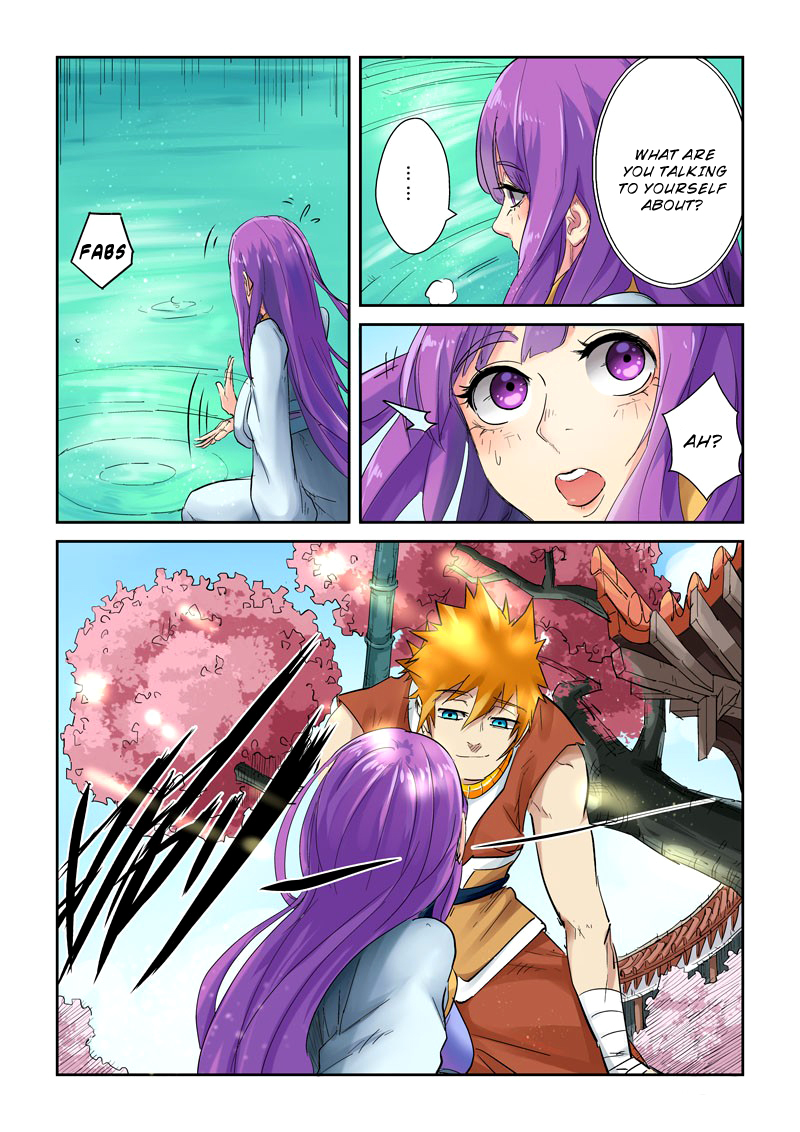 FABS
WHAT ARE
YOU TALKING
TO YOURSELF
ABOUT?
......
AH?